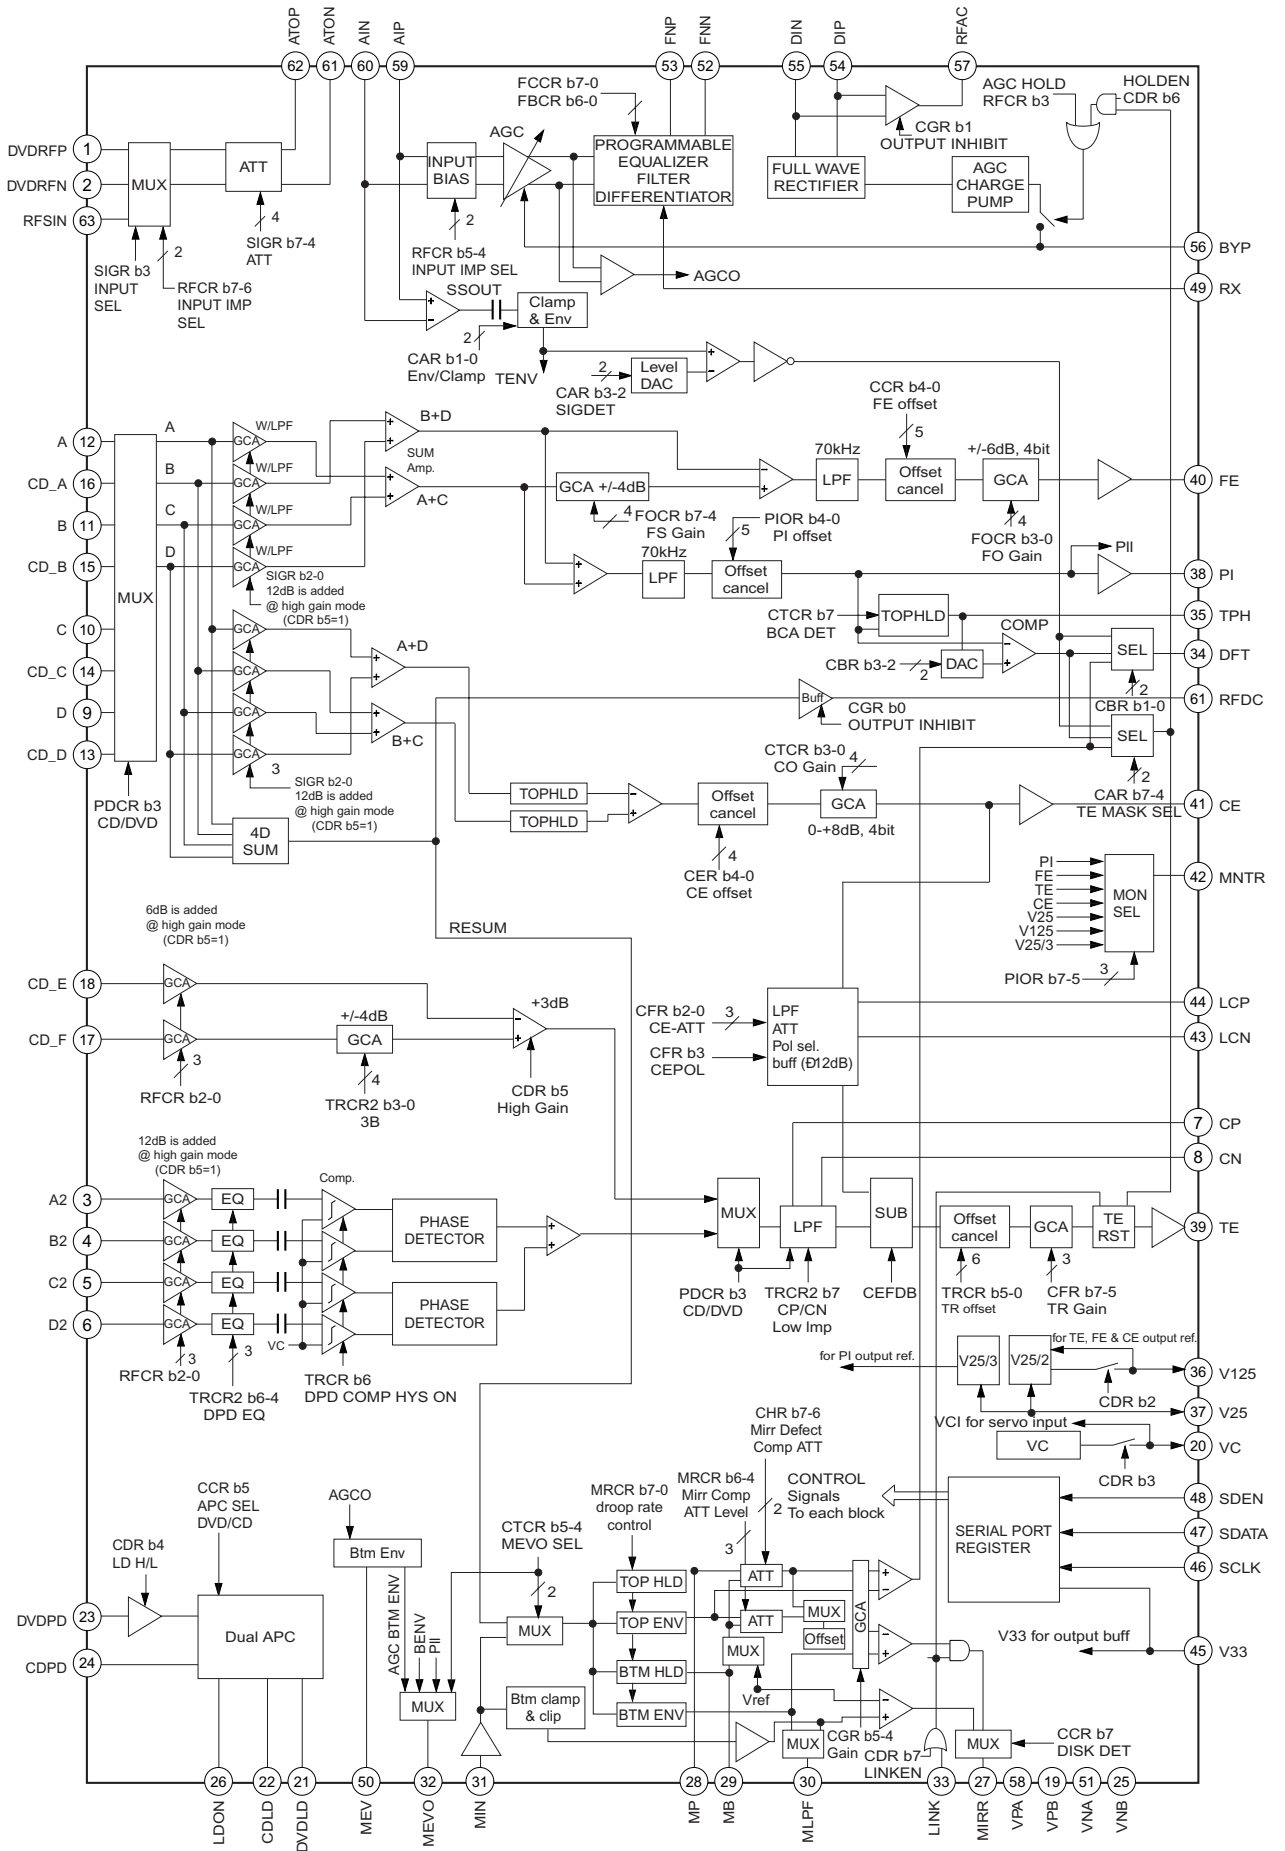 ATOP
ATON
AIN
AIP
FNP
FNN
DIN
DIP
RFAC
62
61
60
59
53
52
55
54
57
FCCR b7-0
FBCR b6-0
AGC HOLD
RFCR b3
HOLDEN
CDR b6
DVDRFP
1
DVDRFN
2
RFSIN
63
MUX
ATT
4
SIGR b7-4
ATT
2
SIGR b3
INPUT
SEL
RFCR b7-6
INPUT IMP
SEL
INPUT
BIAS
AGC
PROGRAMMABLE
EQUALIZER
FILTER
DIFFERENTIATOR
2
RFCR b5-4
INPUT IMP SEL
CGR b1
OUTPUT INHIBIT
FULL WAVE
RECTIFIER
AGC
CHARGE
PUMP
56
BYP
49
RX
AGCO
SSOUT
+
−
Clamp
& Env
2
CAR b1-0
Env/Clamp
TENV
2
CAR b3-2
SIGDET
Level
DAC
+
−
A
12
CD_A
16
B
11
CD_B
15
C
10
CD_C
14
D
9
CD_D
13
MUX
PDCR b3
CD/DVD
A
B
C
D
GCA
W/LPF
GCA
W/LPF
GCA
W/LPF
GCA
W/LPF
SIGR b2-0
12dB is added
@ high gain mode
(CDR b5=1)
+
+
B+D
SUM
Amp.
+
+
A+C
GCA +/-4dB
4
FOCR b7-4
FS Gain
−
+
70kHz
LPF
CCR b4-0
FE offset
5
Offset
cancel
+/-6dB, 4bit
GCA
4
FOCR b3-0
FO Gain
40
FE
+
+
70kHz
LPF
PIOR b4-0
PI offset
5
Offset
cancel
PII
38
PI
CTCR b7
BCA DET
TOPHLD
35
TPH
CBR b3-2
2
DAC
COMP
−
+
SEL
34
DFT
2
CBR b1-0
GCA
GCA
GCA
GCA
3
SIGR b2-0
12dB is added
@ high gain mode
(CDR b5=1)
+
+
A+D
+
+
B+C
Buff
CGR b0
OUTPUT INHIBIT
61
RFDC
SEL
2
CAR b7-4
TE MASK SEL
TOPHLD
TOPHLD
−
+
Offset
cancel
4
CER b4-0
CE offset
CTCR b3-0
CO Gain
4
GCA
0-+8dB, 4bit
41
CE
4D
SUM
PI
FE
TE
CE
V25
V125
V25/3
MON
SEL
42
MNTR
3
PIOR b7-5
6dB is added
@ high gain mode
(CDR b5=1)
RESUM
CD_E
18
GCA
CD_F
17
GCA
3
RFCR b2-0
+/-4dB
GCA
4
TRCR2 b3-0
3B
−
+
+3dB
CDR b5
High Gain
CFR b2-0
CE-ATT
3
CFR b3
CEPOL
LPF
ATT
Pol sel.
buff (Ð12dB)
44
LCP
43
LCN
7
CP
8
CN
12dB is added
@ high gain mode
(CDR b5=1)
A2
3
B2
4
C2
5
D2
6
GCA
GCA
GCA
GCA
3
RFCR b2-0
EQ
EQ
EQ
EQ
3
TRCR2 b6-4
DPD EQ
Comp.
VC
TRCR b6
DPD COMP HYS ON
PHASE
DETECTOR
PHASE
DETECTOR
+
+
MUX
PDCR b3
CD/DVD
LPF
TRCR2 b7
CP/CN
Low Imp
SUB
CEFDB
Offset
cancel
6
TRCR b5-0
TR offset
GCA
3
CFR b7-5
TR Gain
TE
RST
39
TE
for PI output ref.
V25/3
V25/2
for TE, FE & CE output ref.
CDR b2
36
V125
37
V25
VCI for servo input
VC
CDR b3
20
VC
CONTROL
Signals
To each block
SERIAL PORT
REGISTER
48
SDEN
47
SDATA
46
SCLK
V33 for output buff
45
V33
CCR b5
APC SEL
DVD/CD
CDR b4
LD H/L
DVDPD
23
CDPD
24
Dual APC
AGCO
Btm Env
AGC BTM ENV
BENV
PII
MUX
CTCR b5-4
MEVO SEL
2
MUX
Btm clamp
& clip
MRCR b7-0
droop rate
control
TOP HLD
TOP ENV
BTM HLD
BTM ENV
MRCR b6-4
Mirr Comp
ATT Level
3
CHR b7-6
Mirr Defect
Comp ATT
2
ATT
ATT
MUX
MUX
Offset
Vref
MUX
GCA
CGR b5-4
Gain
+
−
−
+
−
+
CDR b7
LINKEN
MUX
CCR b7
DISK DET
26
22
21
50
32
31
28
29
30
33
27
58
19
51
25
LDON
CDLD
DVDLD
MEV
MEVO
MIN
MP
MB
MLPF
LINK
MIRR
VPA
VPB
VNA
VNB